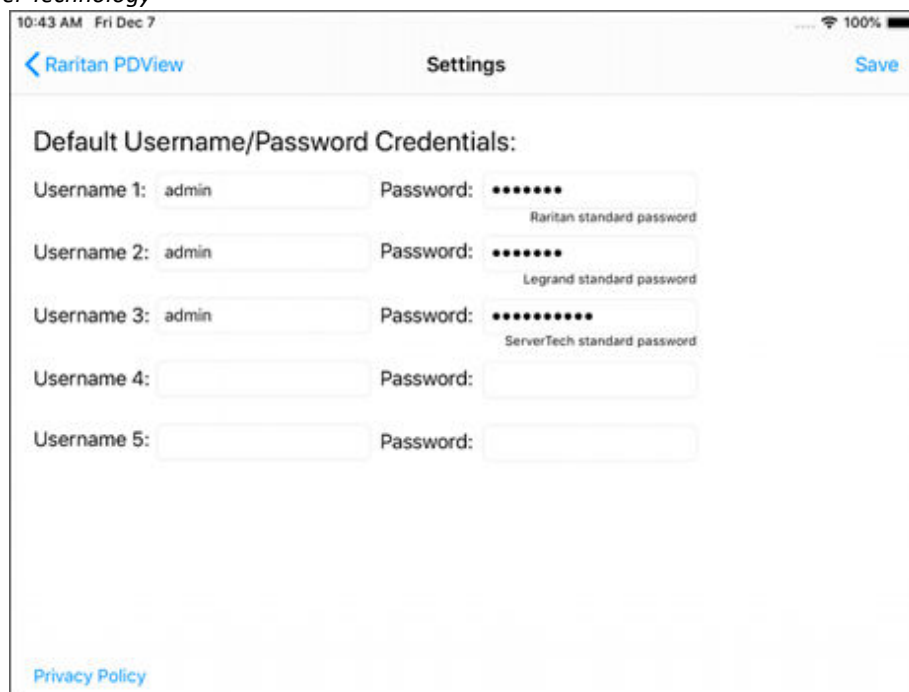 er Technology
10:43 AM Fri Dec 7 100%
Raritan PDView Settings Save
Default Username/Password Credentials:
Username 1: admin Password: •••••••
Raritan standard password
Username 2: admin Password: •••••••
Legrand standard password
Username 3: admin Password: ••••••••••
ServerTech standard password
Username 4: Password:
Username 5: Password:
Privacy Policy